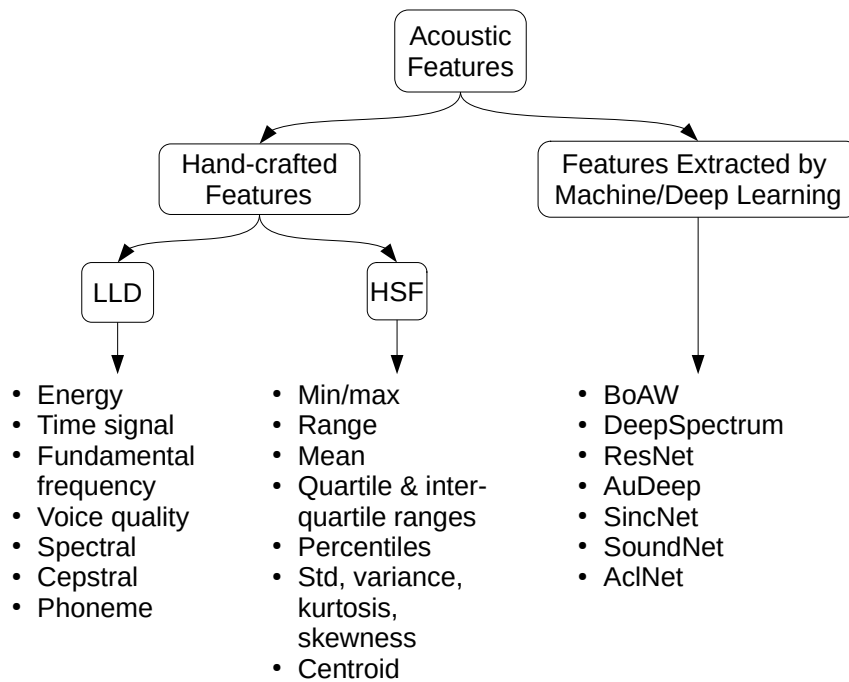 Acoustic
Features
Hand-crafted
Features
Features Extracted by
Machine/Deep Learning
LLD
HSF
• Energy
• Time signal
• Fundamental
frequency
• Voice quality
• Spectral
• Cepstral
• Phoneme
• Min/max
• Range
• Mean
• Quartile & inter-
quartile ranges
• Percentiles
• Std, variance,
kurtosis,
skewness
• Centroid
• BoAW
• DeepSpectrum
• ResNet
• AuDeep
• SincNet
• SoundNet
• AclNet